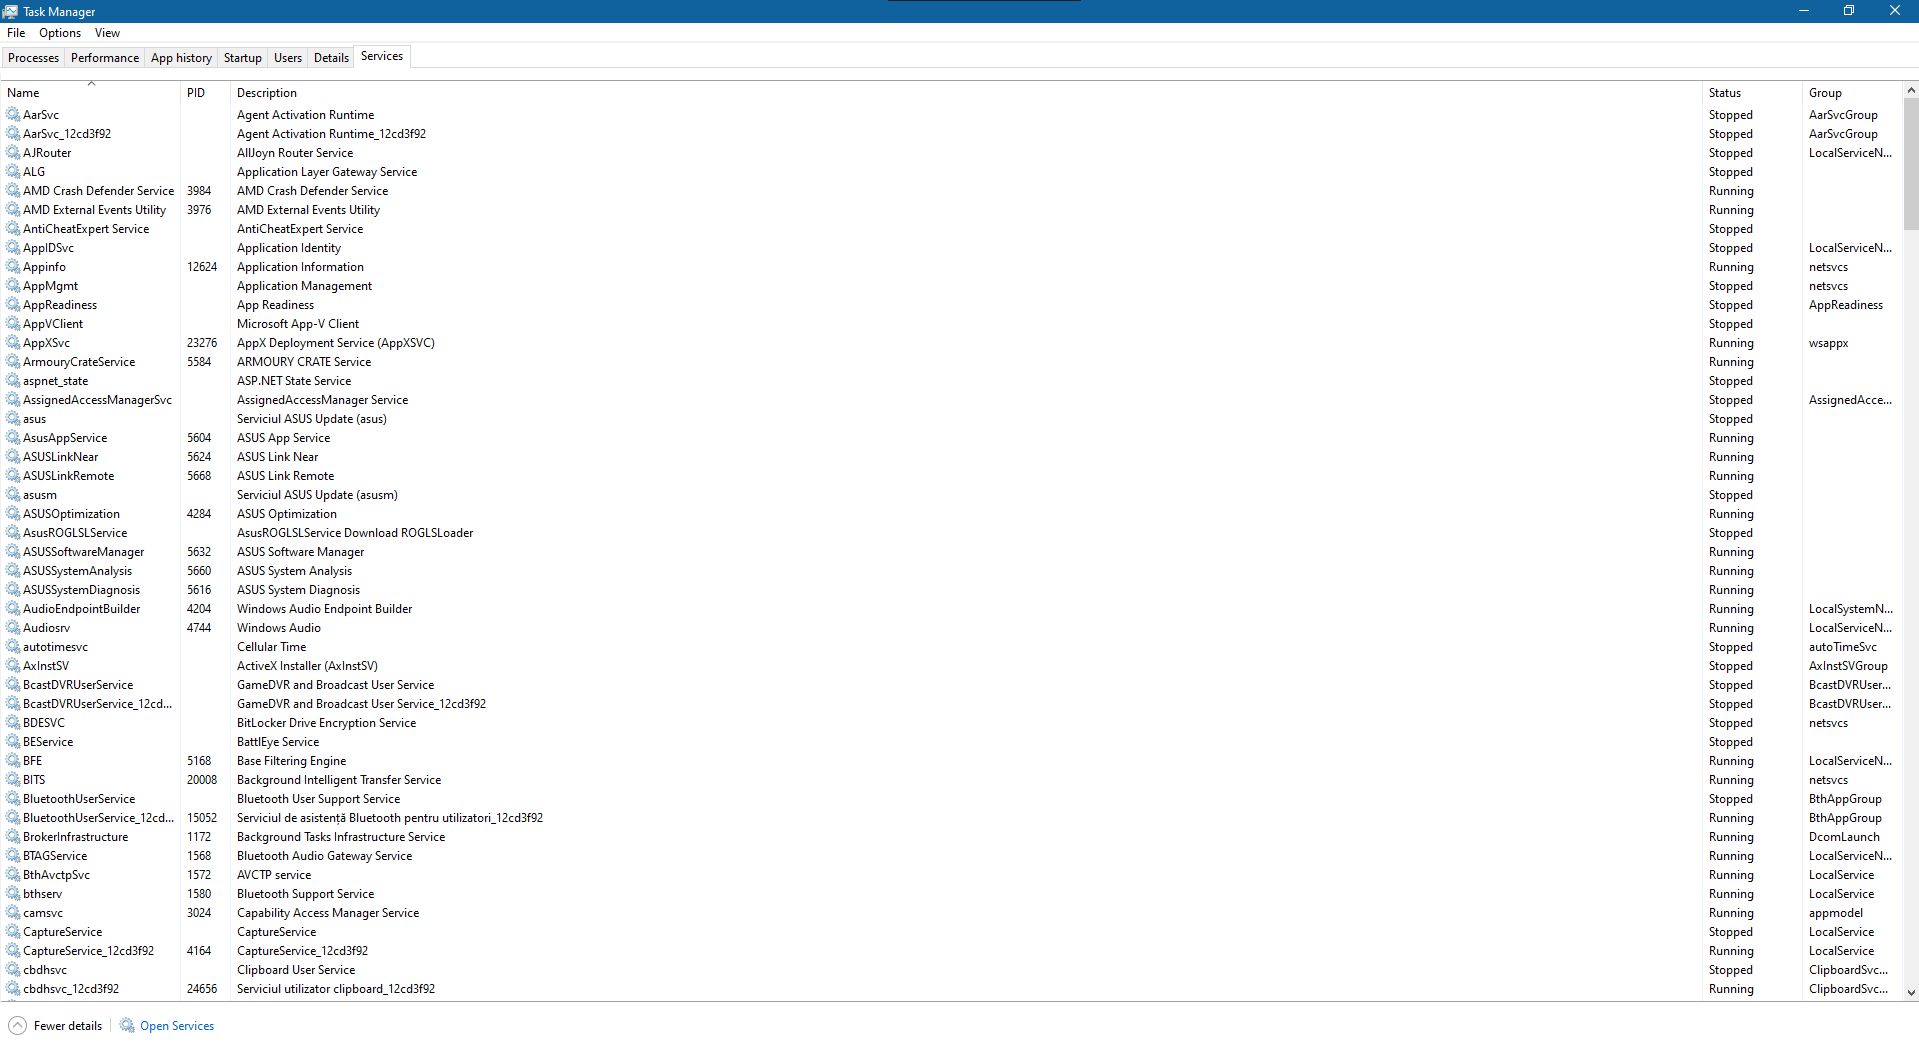 Task Manager
File Options View
Processes Performance App history Startup Users Details Services
Name PID Description Status Group
AarSvc Agent Activation Runtime Stopped AarSvcGroup
AarSvc_12cd3f92 Agent Activation Runtime_12cd3f92 Stopped AarSvcGroup
AJRouter AllJoyn Router Service Stopped LocalServiceN...
ALG Application Layer Gateway Service Stopped
AMD Crash Defender Service 3984 AMD Crash Defender Service Running
AMD External Events Utility 3976 AMD External Events Utility Running
AntiCheatExpert Service AntiCheatExpert Service Stopped
AppIDSvc Application Identity Stopped LocalServiceN...
Appinfo 12624 Application Information Running netsvcs
AppMgmt Application Management Stopped netsvcs
AppReadiness App Readiness Stopped AppReadiness
AppVClient Microsoft App-V Client Stopped
AppXSvc 23276 AppX Deployment Service (AppXSVC) Running wsappx
ArmouryCrateService 5584 ARMOURY CRATE Service Running
aspnet_state ASP.NET State Service Stopped
AssignedAccessManagerSvc AssignedAccessManager Service Stopped AssignedAcce...
asus Serviciul ASUS Update (asus) Stopped
AsusAppService 5604 ASUS App Service Running
ASUSLinkNear 5624 ASUS Link Near Running
ASUSLinkRemote 5668 ASUS Link Remote Running
asusm Serviciul ASUS Update (asusm) Stopped
ASUSOptimization 4284 ASUS Optimization Running
AsusROGLSLService AsusROGLSLService Download ROGLSLoader Stopped
ASUSSoftwareManager 5632 ASUS Software Manager Running
ASUSSystemAnalysis 5660 ASUS System Analysis Running
ASUSSystemDiagnosis 5616 ASUS System Diagnosis Running
AudioEndpointBuilder 4204 Windows Audio Endpoint Builder Running LocalSystemN...
Audiosrv 4744 Windows Audio Running LocalServiceN...
autotimesvc Cellular Time Stopped autoTimeSvc
AxInstSV ActiveX Installer (AxInstSV) Stopped AxInstSVGroup
BcastDVRUserService GameDVR and Broadcast User Service Stopped BcastDVRUser...
BcastDVRUserService_12cd... GameDVR and Broadcast User Service_12cd3f92 Stopped BcastDVRUser...
BDESVC BitLocker Drive Encryption Service Stopped netsvcs
BEService BattlEye Service Stopped
BFE 5168 Base Filtering Engine Running LocalServiceN...
BITS 20008 Background Intelligent Transfer Service Running netsvcs
BluetoothUserService Bluetooth User Support Service Stopped BthAppGroup
BluetoothUserService_12cd... 15052 Serviciul de asistență Bluetooth pentru utilizatori_12cd3f92 Running BthAppGroup
BrokerInfrastructure 1172 Background Tasks Infrastructure Service Running DcomLaunch
BTAGService 1568 Bluetooth Audio Gateway Service Running LocalServiceN...
BthAvctpSvc 1572 AVCTP service Running LocalService
bthserv 1580 Bluetooth Support Service Running LocalService
camsvc 3024 Capability Access Manager Service Running appmodel
CaptureService CaptureService Stopped LocalService
CaptureService_12cd3f92 4164 CaptureService_12cd3f92 Running LocalService
cbdhsvc Clipboard User Service Stopped ClipboardSvc...
cbdhsvc_12cd3f92 24656 Serviciul utilizator clipboard_12cd3f92 Running ClipboardSvc...
Fewer details Open Services